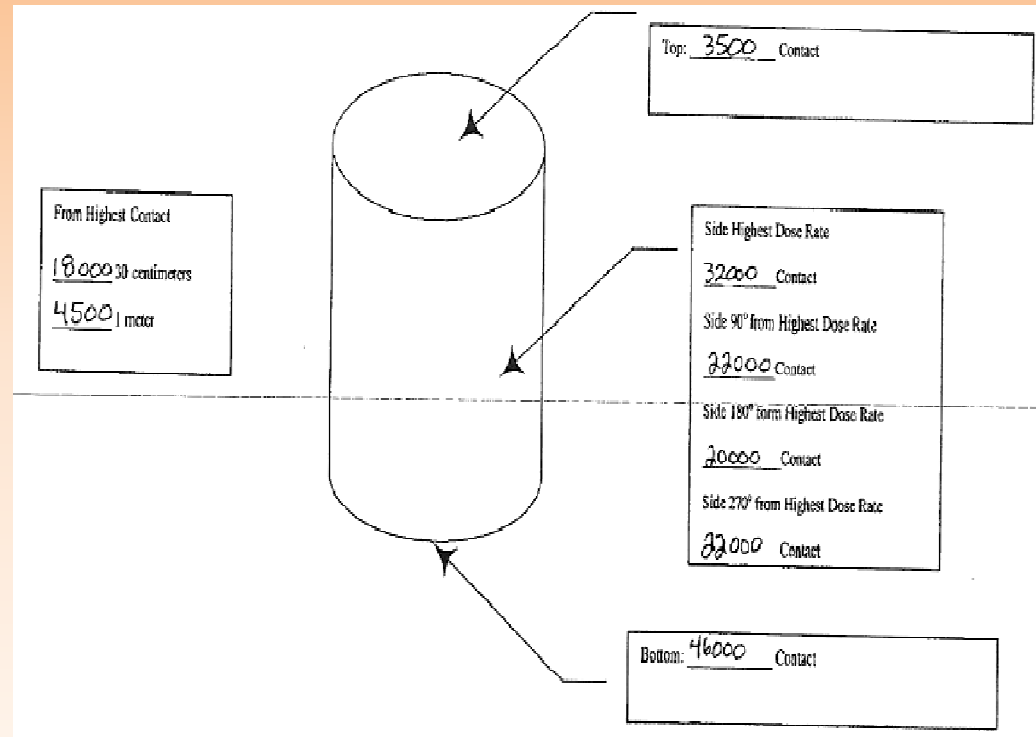 Top: 3500 Contact
From Highest Contact
18000 30 centimeters
4500 1 meter
Side Highest Dose Rate
32000 Contact
Side 90° from Highest Dose Rate
22000 Contact
Side 180° form Highest Dose Rate
20000 Contact
Side 270° from Highest Dose Rate
22000 Contact
Bottom: 46000 Contact